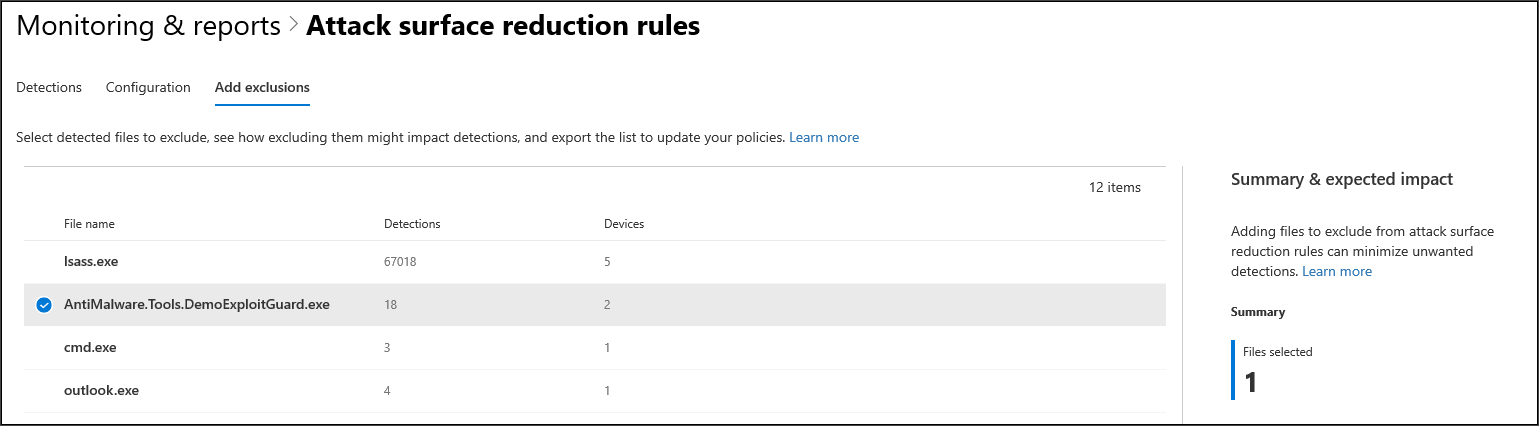 Monitoring & reports > Attack surface reduction rules
Detections Configuration Add exclusions
Select detected files to exclude, see how excluding them might impact detections, and export the list to update your policies. Learn more
12 items
File name Detections Devices
lsass.exe 67018 5
AntiMalware.Tools.DemoExploitGuard.exe 18 2
cmd.exe 3 1
outlook.exe 4 1
Summary & expected impact
Adding files to exclude from attack surface
reduction rules can minimize unwanted
detections. Learn more
Summary
Files selected
1